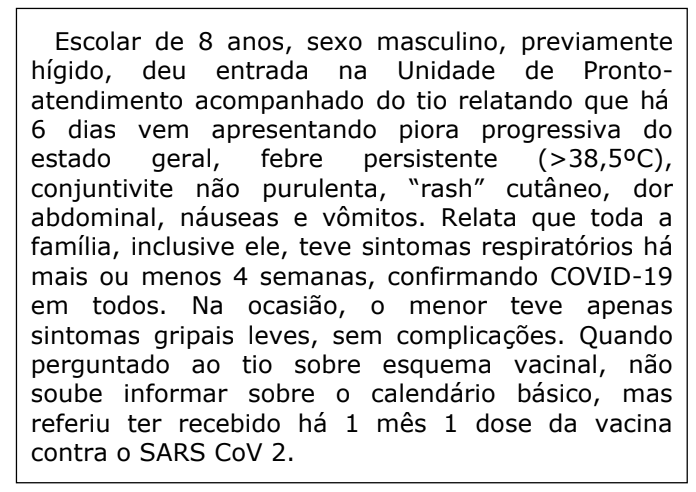 Escolar de 8 anos, sexo masculino, previamente
hígido, deu entrada na Unidade de Pronto-
atendimento acompanhado do tio relatando que há
6 dias vem apresentando piora progressiva do
estado geral, febre persistente (>38,5ºC),
conjuntivite não purulenta, “rash” cutâneo, dor
abdominal, náuseas e vômitos. Relata que toda a
família, inclusive ele, teve sintomas respiratórios há
mais ou menos 4 semanas, confirmando COVID-19
em todos. Na ocasião, o menor teve apenas
sintomas gripais leves, sem complicações. Quando
perguntado ao tio sobre esquema vacinal, não
soube informar sobre o calendário básico, mas
referiu ter recebido há 1 mês 1 dose da vacina
contra o SARS CoV 2.